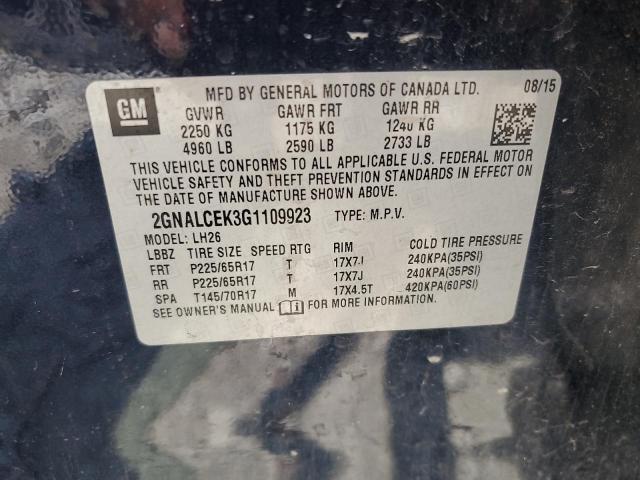 GM
MFD BY GENERAL MOTORS OF CANADA LTD. 08/15
GVWR GAWR FRT GAWR RR
2250 KG 1175 KG 1240 KG
4960 LB 2590 LB 2733 LB
THIS VEHICLE CONFORMS TO ALL APPLICABLE U.S. FEDERAL MOTOR
VEHICLE SAFETY AND THEFT PREVENTION STANDARDS IN EFFECT ON
THE DATE OF MANUFACTURE SHOWN ABOVE.
2GNALCEK3G1109923 TYPE: M.P.V.
MODEL: LH26
LBBZ TIRE SIZE SPEED RTG RIM COLD TIRE PRESSURE
FRT P225/65R17 T 17X7J 240KPA(35PSI)
RR P225/65R17 T 17X7J 240KPA(35PSI)
SPA T145/70R17 M 17X4.5T 420KPA(60PSI)
SEE OWNER'S MANUAL FOR MORE INFORMATION.